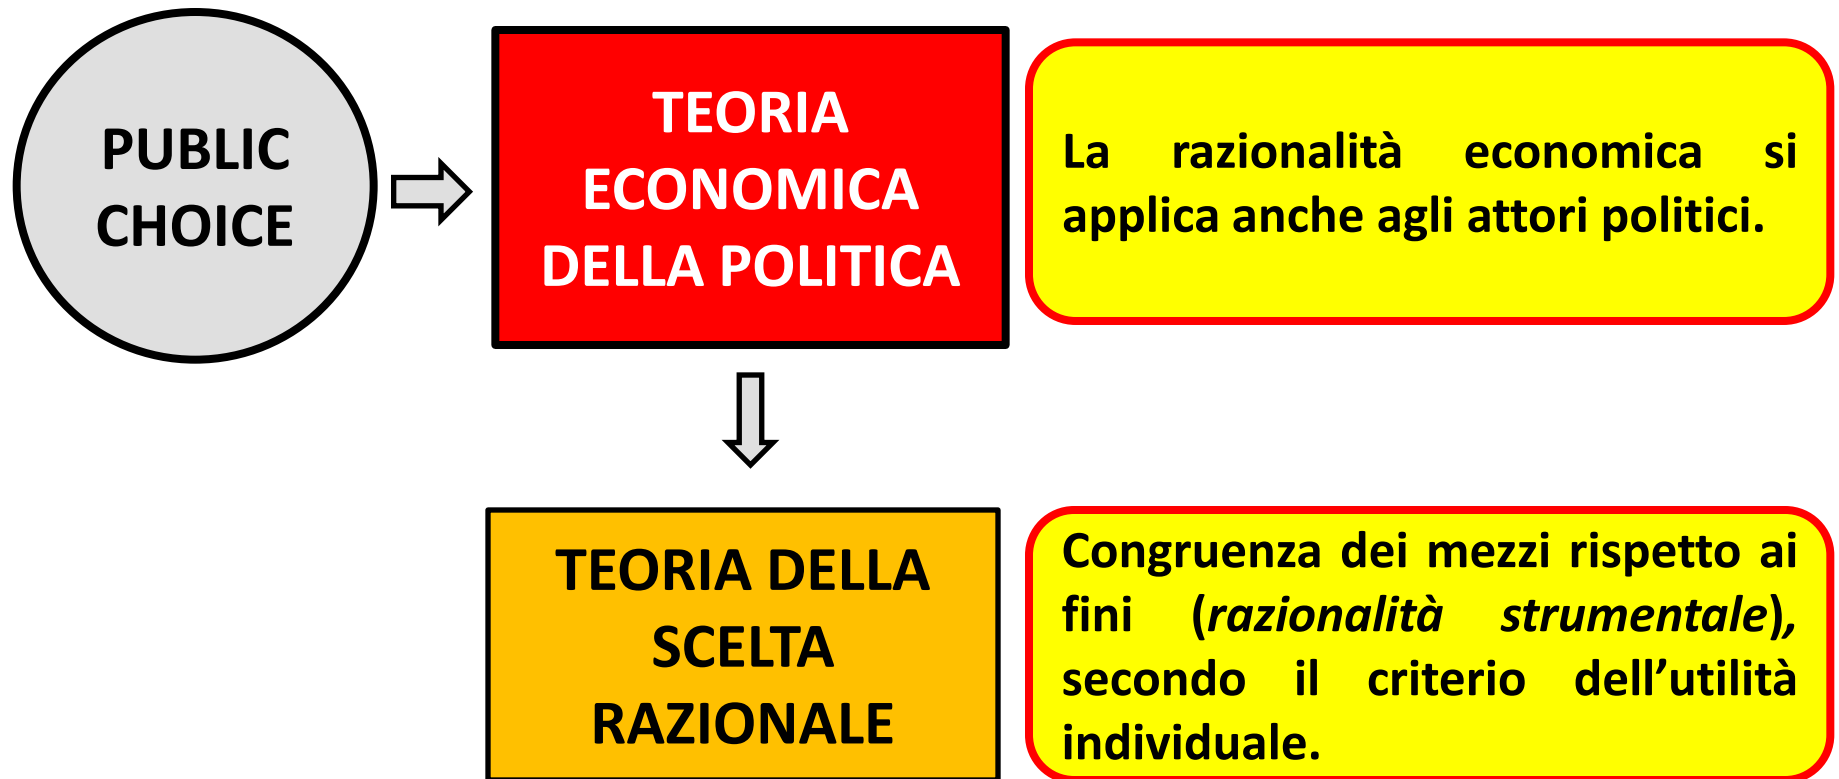 PUBLIC
CHOICE
TEORIA
ECONOMICA
DELLA POLITICA
La razionalità economica si
applica anche agli attori politici.
TEORIA DELLA
SCELTA
RAZIONALE
Congruenza dei mezzi rispetto ai
fini (razionalità strumentale),
secondo il criterio dell’utilità
individuale.